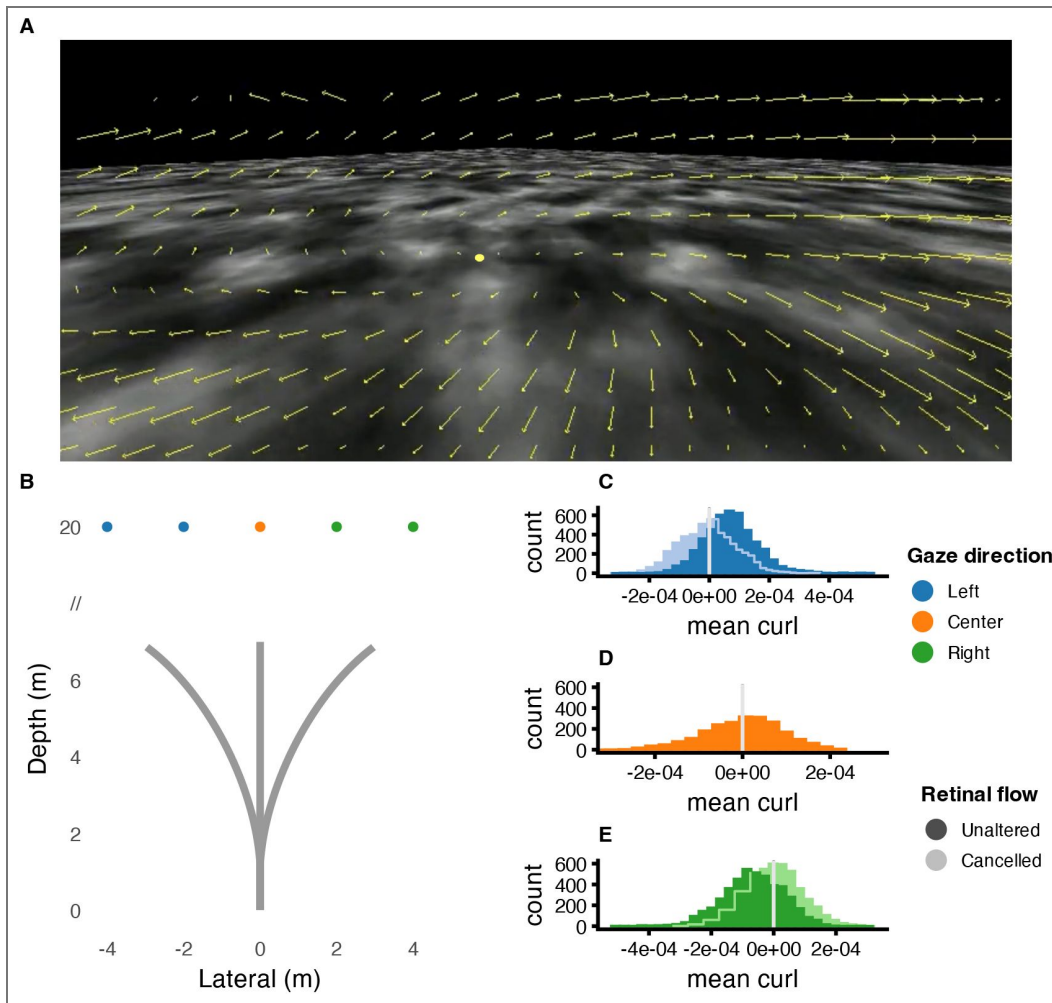 A
B
20
//
6
4
2
0
Depth (m)
-4 -2 0 2 4
Lateral (m)
C
600
400
200
0
count
-2e-04 0e+00 2e-04 4e-04
mean curl
D
600
400
200
0
count
-2e-04 0e+00 2e-04
mean curl
E
600
400
200
0
count
-4e-04 -2e-04 0e+00 2e-04
mean curl
Gaze direction
Left
Center
Right
Retinal flow
Unaltered
Cancelled